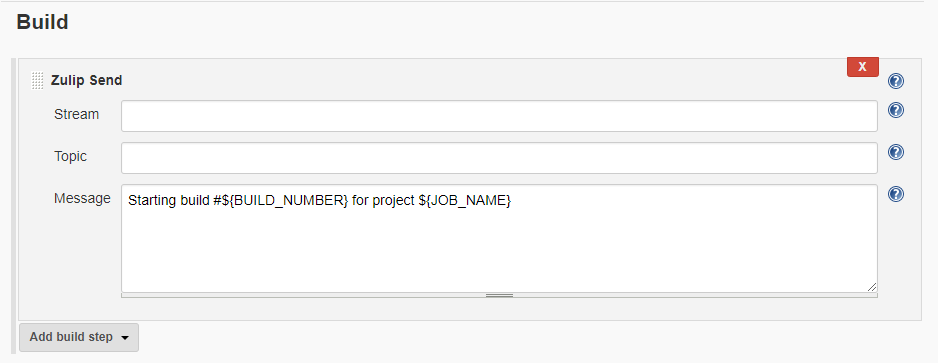 Build
X
Zulip Send
?
Stream
?
Topic
?
Message
Starting build #${BUILD_NUMBER} for project ${JOB_NAME}
?
Add build step